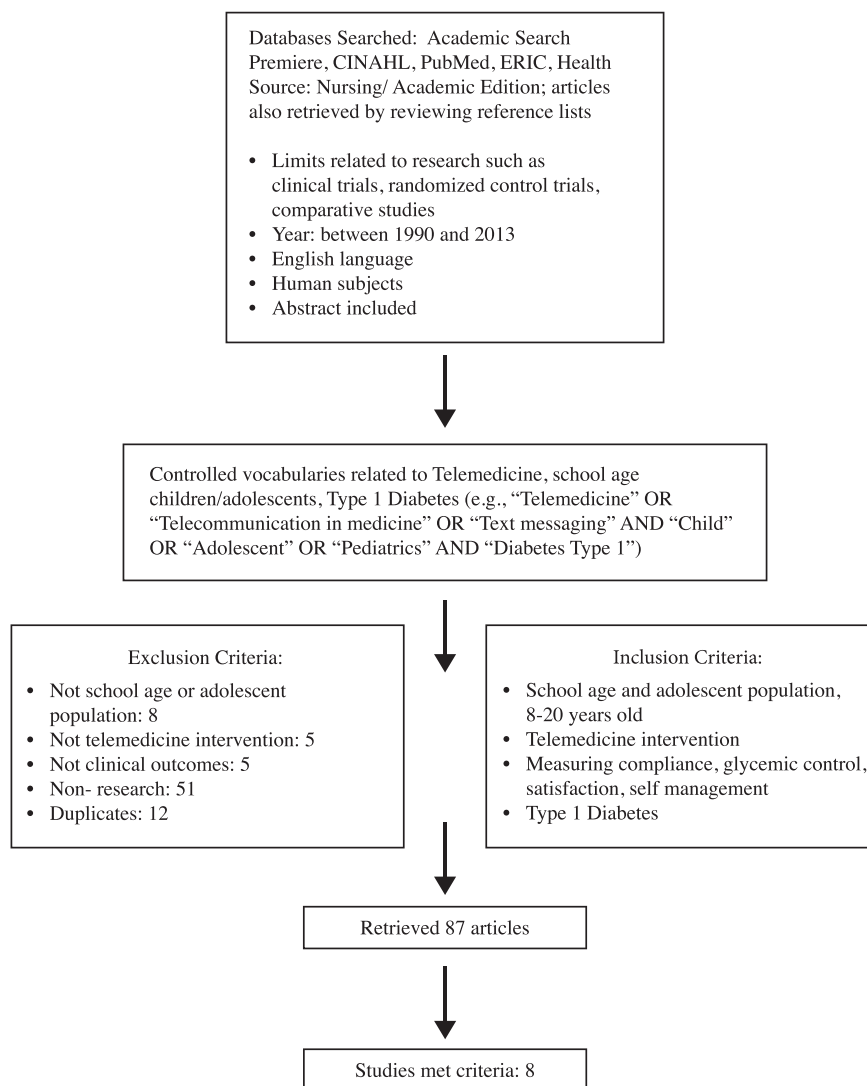 Databases Searched: Academic Search
Premiere, CINAHL, PubMed, ERIC, Health
Source: Nursing/ Academic Edition; articles
also retrieved by reviewing reference lists
• Limits related to research such as
clinical trials, randomized control trials,
comparative studies
• Year: between 1990 and 2013
• English language
• Human subjects
• Abstract included
Controlled vocabularies related to Telemedicine, school age
children/adolescents, Type 1 Diabetes (e.g., “Telemedicine” OR
“Telecommunication in medicine” OR “Text messaging” AND “Child”
OR “Adolescent” OR “Pediatrics” AND “Diabetes Type 1”)
Exclusion Criteria:
• Not school age or adolescent
population: 8
• Not telemedicine intervention: 5
• Not clinical outcomes: 5
• Non- research: 51
• Duplicates: 12
Inclusion Criteria:
• School age and adolescent population,
8-20 years old
• Telemedicine intervention
• Measuring compliance, glycemic control,
satisfaction, self management
• Type 1 Diabetes
Retrieved 87 articles
Studies met criteria: 8